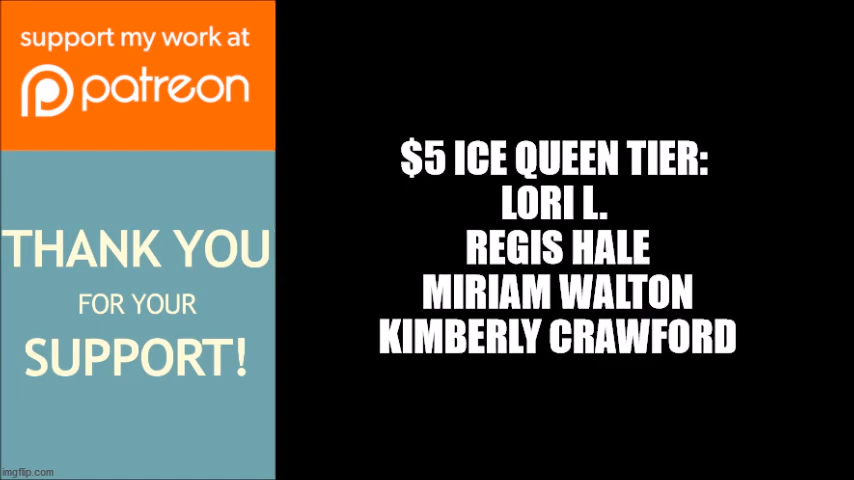 support my work at
patreon
THANK YOU
FOR YOUR
SUPPORT!
$5 ICE QUEEN TIER:
LORI L.
REGIS HALE
MIRIAM WALTON
KIMBERLY CRAWFORD
imgflip.com